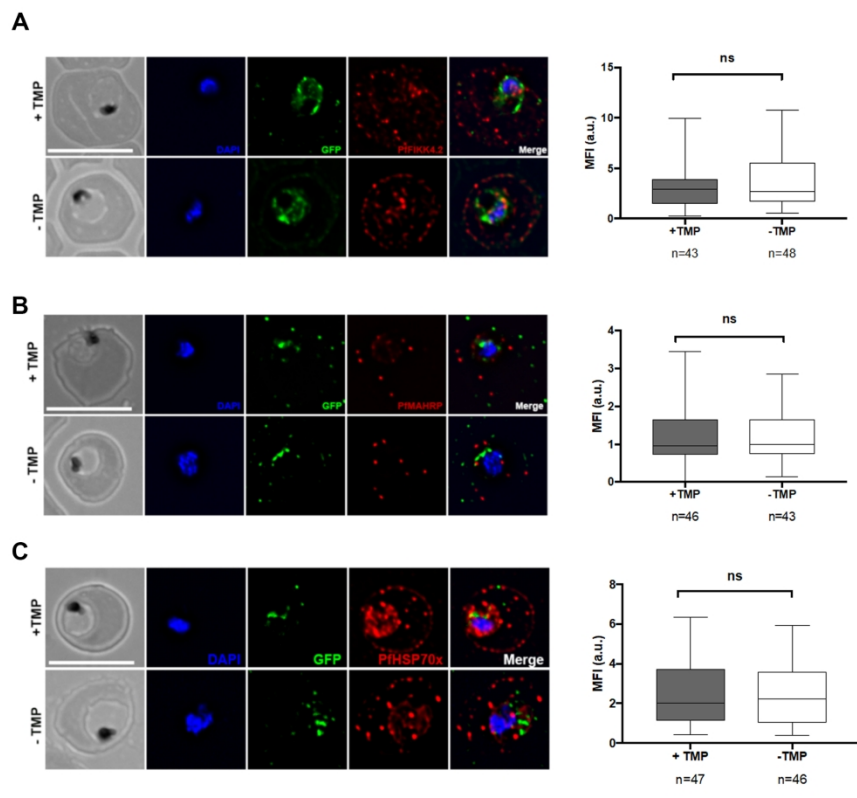 A
+ TMP
DAPI
GFP
PfFIKK4.2
Merge
- TMP
ns
MFI (a.u.)
15
10
5
0
+TMP
-TMP
n=43
n=48
B
+ TMP
DAPI
GFP
PfMAHRP
Merge
- TMP
ns
MFI (a.u.)
4
3
2
1
0
+TMP
-TMP
n=46
n=43
C
+TMP
DAPI
GFP
PfHSP70x
Merge
- TMP
ns
MFI (a.u.)
8
6
4
2
0
+ TMP
-TMP
n=47
n=46